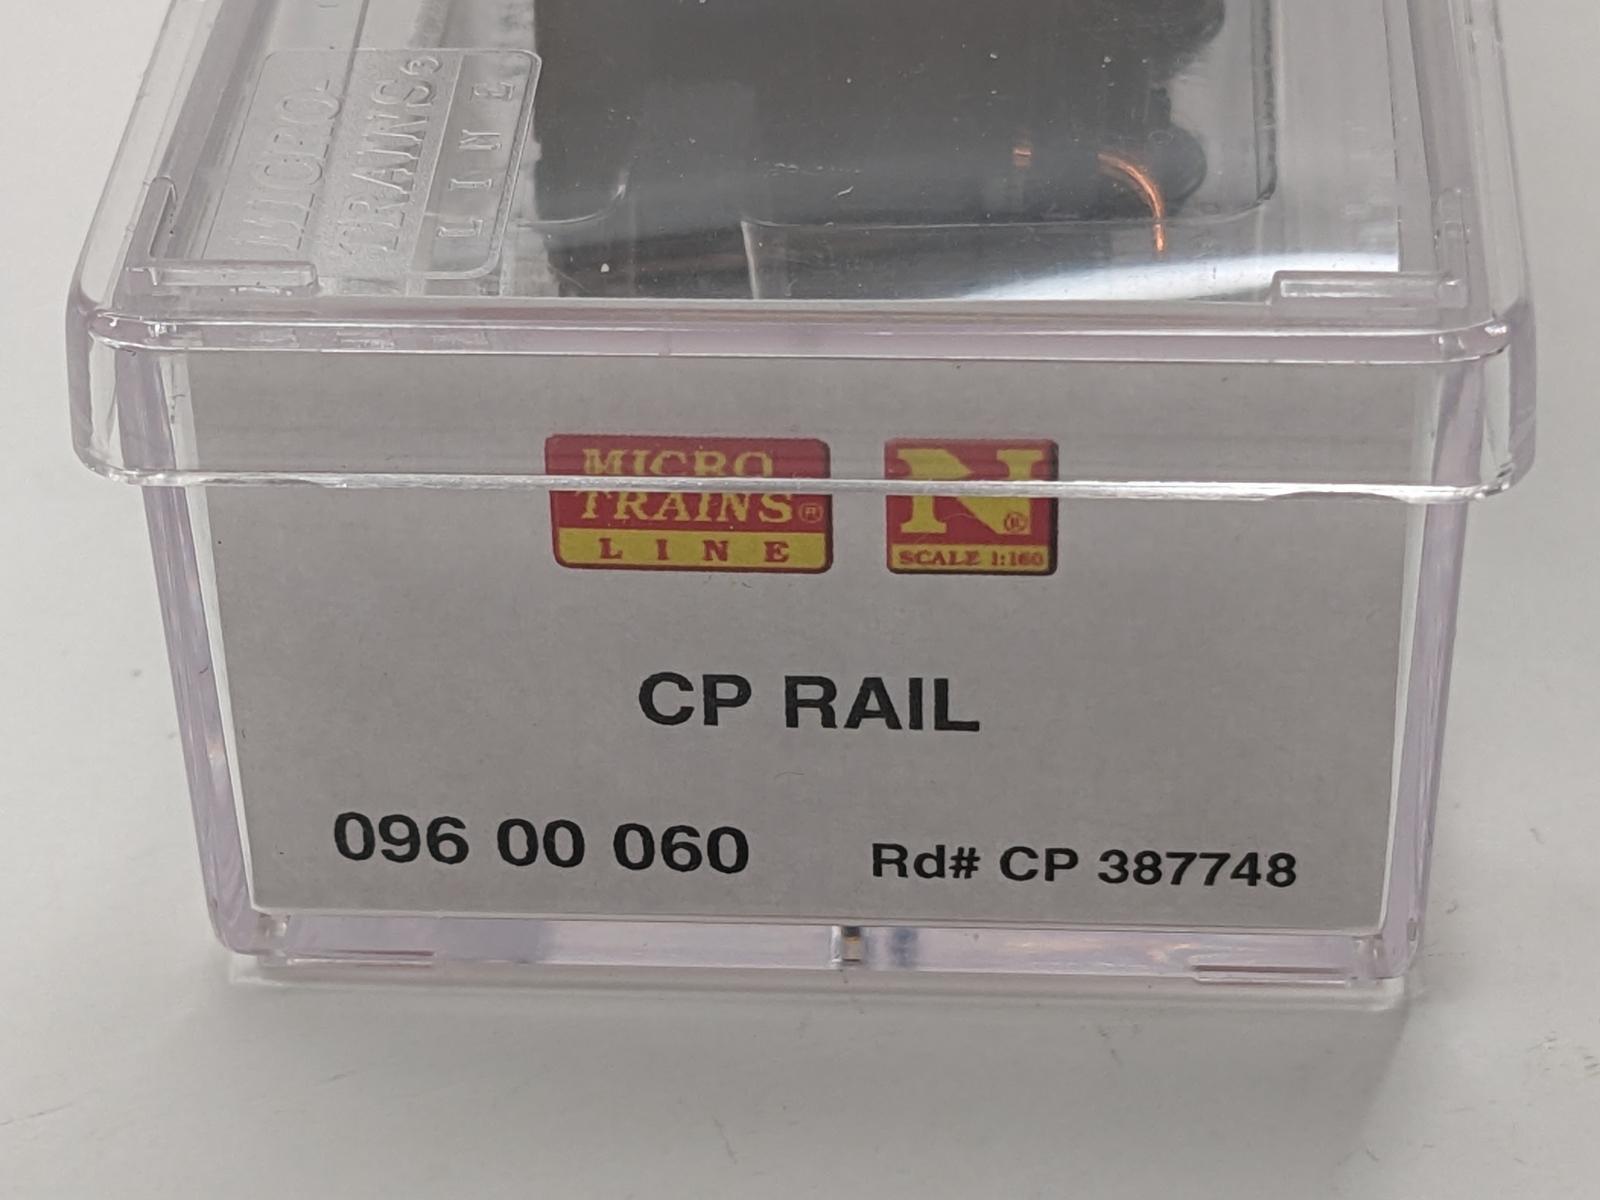 MICRO-
TRAINS®
LINE
MICRO
TRAINS®
LINE
N®
SCALE 1:160
CP RAIL
096 00 060 Rd# CP 387748